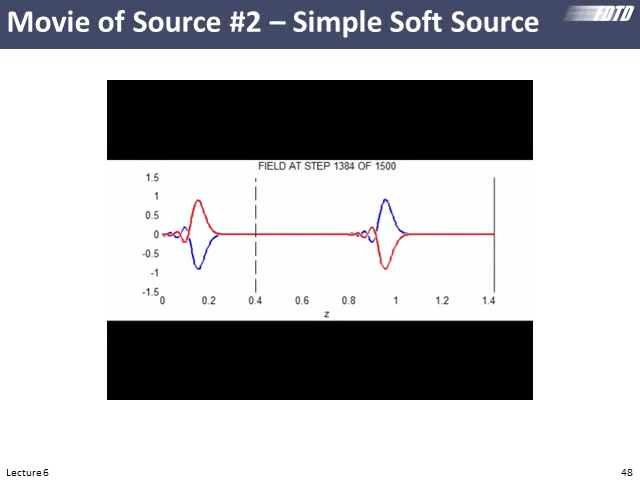 Movie of Source #2 – Simple Soft Source
FDTD
FIELD AT STEP 1384 OF 1500
1.5
1
0.5
0
-0.5
-1
-1.5
0 0.2 0.4 0.6 0.8 1 1.2 1.4
z
Lecture 6
48